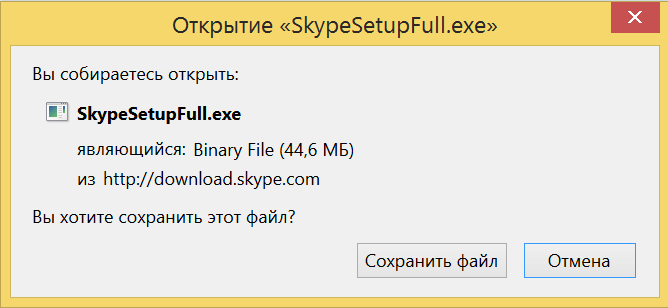 Открытие «SkypeSetupFull.exe»
Вы собираетесь открыть:
SkypeSetupFull.exe
являющийся: Binary File (44,6 МБ)
из http://download.skype.com
Вы хотите сохранить этот файл?
Сохранить файл Отмена